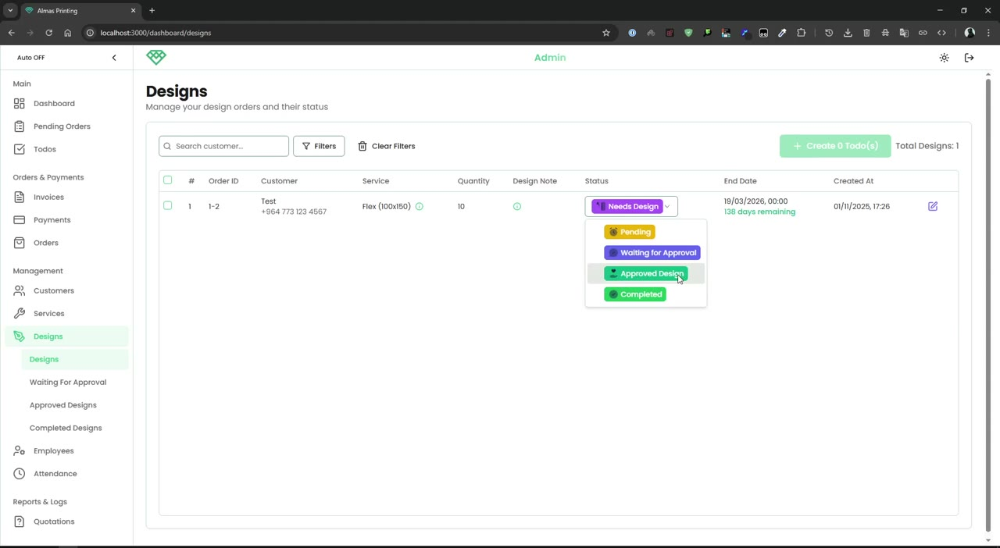 Almas Printing
localhost:3000/dashboard/designs
Auto OFF
Admin
Main
Dashboard
Pending Orders
Todos
Orders & Payments
Invoices
Payments
Orders
Management
Customers
Services
Designs
Designs
Waiting For Approval
Approved Designs
Completed Designs
Employees
Attendance
Reports & Logs
Quotations
Designs
Manage your design orders and their status
Search customer...
Filters
Clear Filters
+ Create 0 Todo(s)
Total Designs: 1
# Order ID Customer Service Quantity Design Note Status End Date Created At
1 1-2 Test Flex (100x150) 10 Needs Design 19/03/2026, 00:00 01/11/2025, 17:26
+964 773 123 4567 138 days remaining
Pending
Waiting for Approval
Approved Design
Completed